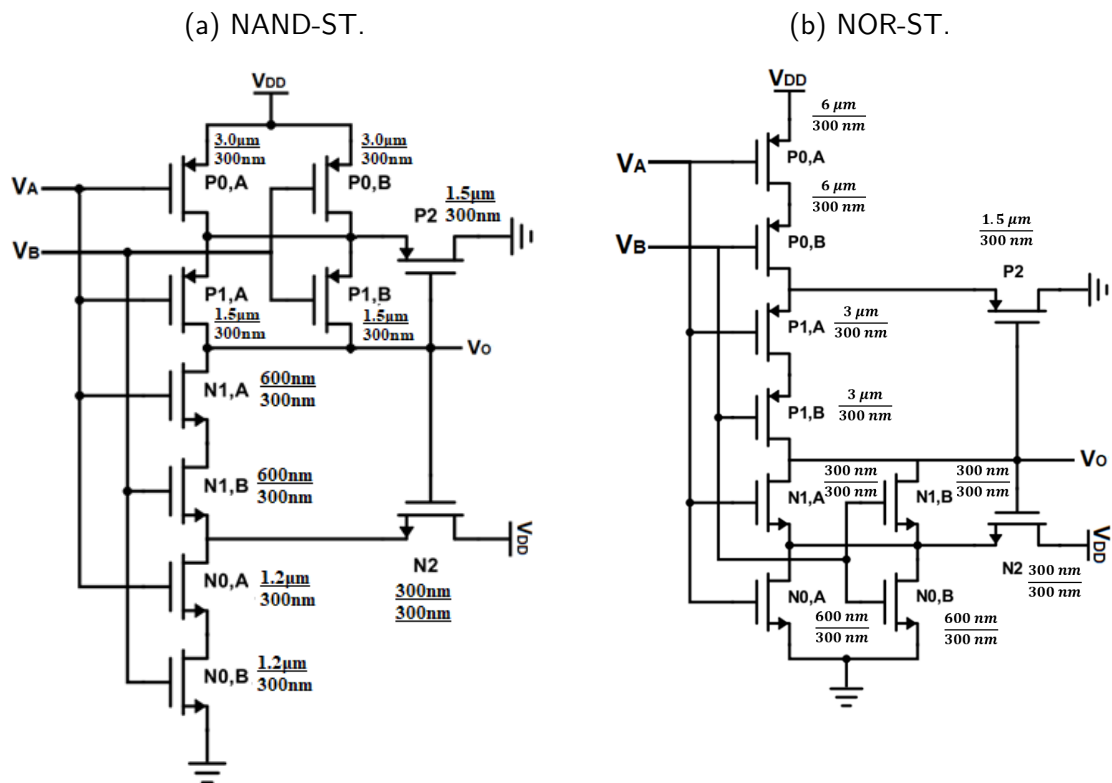 (a) NAND-ST.
VDD
3.0μm
300nm
3.0μm
300nm
VA
P0,A
P0,B
P2
1.5μm
300nm
VB
P1,A
P1,B
1.5μm
300nm
1.5μm
300nm
Vo
N1,A
600nm
300nm
N1,B
600nm
300nm
N0,A
1.2μm
300nm
N2
300nm
300nm
VDD
N0,B
1.2μm
300nm
(b) NOR-ST.
VDD
6 μm
300 nm
VA
P0,A
6 μm
300 nm
VB
P0,B
1.5 μm
300 nm
P2
P1,A
3 μm
300 nm
P1,B
3 μm
300 nm
Vo
N1,A
300 nm
300 nm
N1,B
300 nm
300 nm
VDD
N2
300 nm
300 nm
N0,A
600 nm
300 nm
N0,B
600 nm
300 nm